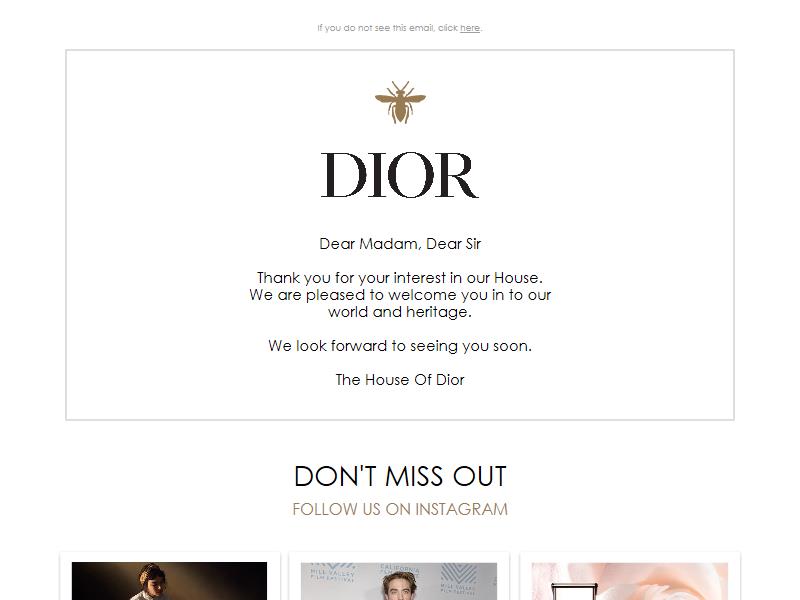 If you do not see this email, click here.
DIOR
Dear Madam, Dear Sir
Thank you for your interest in our House.
We are pleased to welcome you in to our
world and heritage.
We look forward to seeing you soon.
The House Of Dior
DON'T MISS OUT
FOLLOW US ON INSTAGRAM
MILL VALLEY
FILM FESTIVAL
CALIFORNIA
MILL VALLEY
FILM FESTIVAL